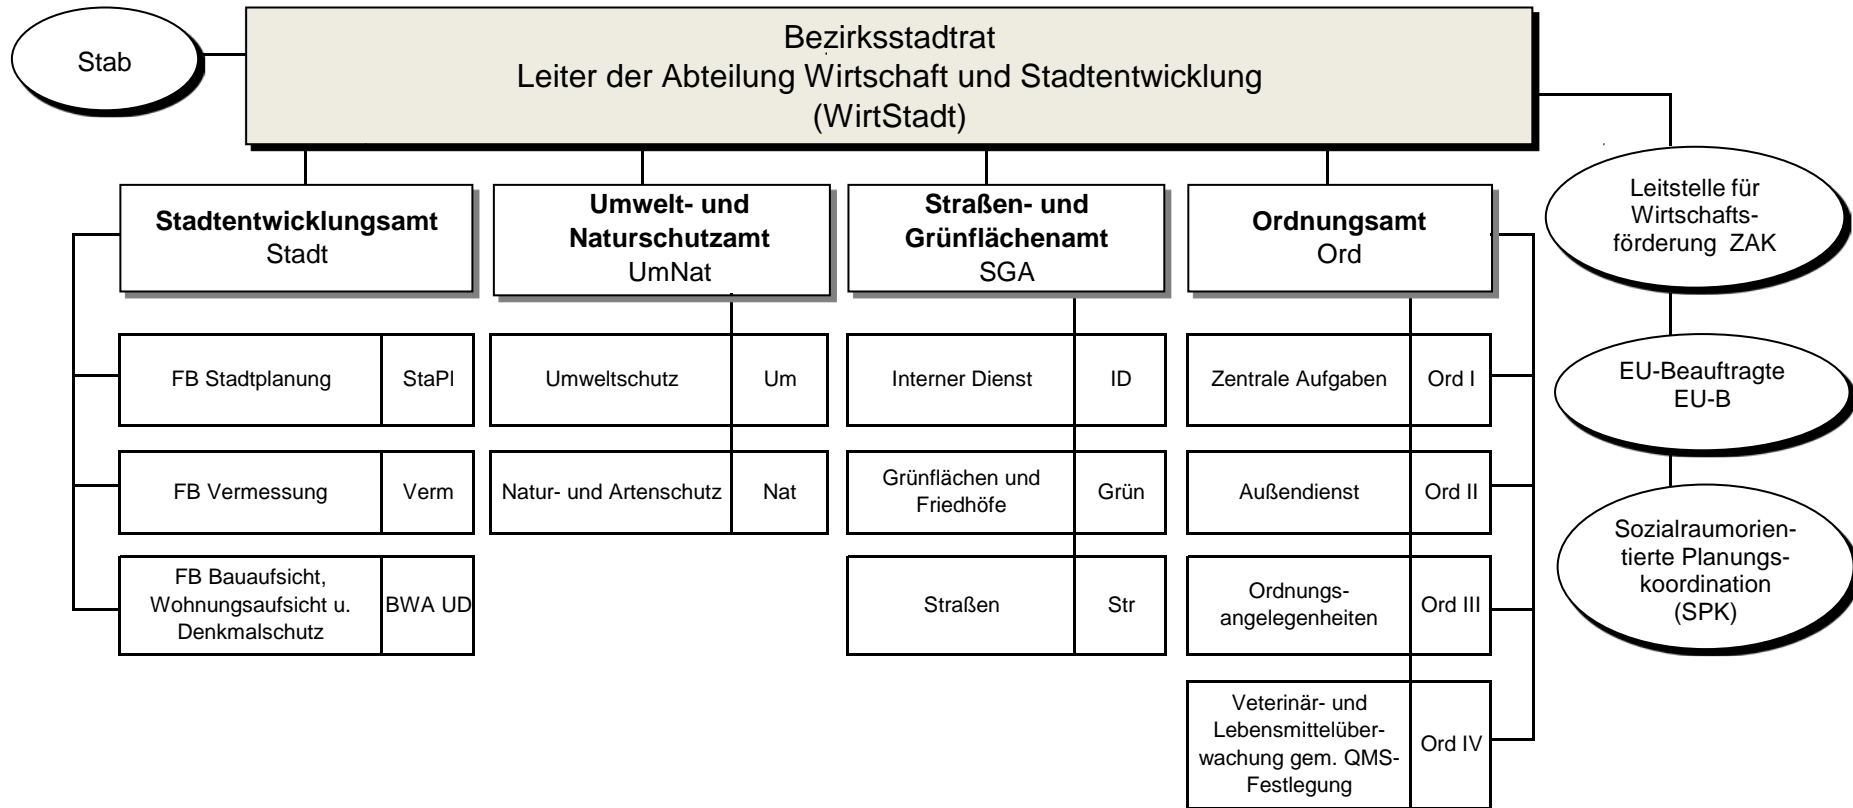 Stab
Bezirksstadtrat
Leiter der Abteilung Wirtschaft und Stadtentwicklung
(WirtStadt)
Stadtentwicklungsamt
Stadt
Umwelt- und
Naturschutzamt
UmNat
Straßen- und
Grünflächenamt
SGA
Ordnungsamt
Ord
Leitstelle für
Wirtschafts-
förderung ZAK
FB Stadtplanung
StaPl
Umweltschutz
Um
Interner Dienst
ID
Zentrale Aufgaben
Ord I
EU-Beauftragte
EU-B
FB Vermessung
Verm
Natur- und Artenschutz
Nat
Grünflächen und
Friedhöfe
Grün
Außendienst
Ord II
Sozialraumorien-
tierte Planungs-
koordination
(SPK)
FB Bauaufsicht,
Wohnungsaufsicht u.
Denkmalschutz
BWA UD
Straßen
Str
Ordnungs-
angelegenheiten
Ord III
Veterinär- und
Lebensmittelüber-
wachung gem. QMS-
Festlegung
Ord IV